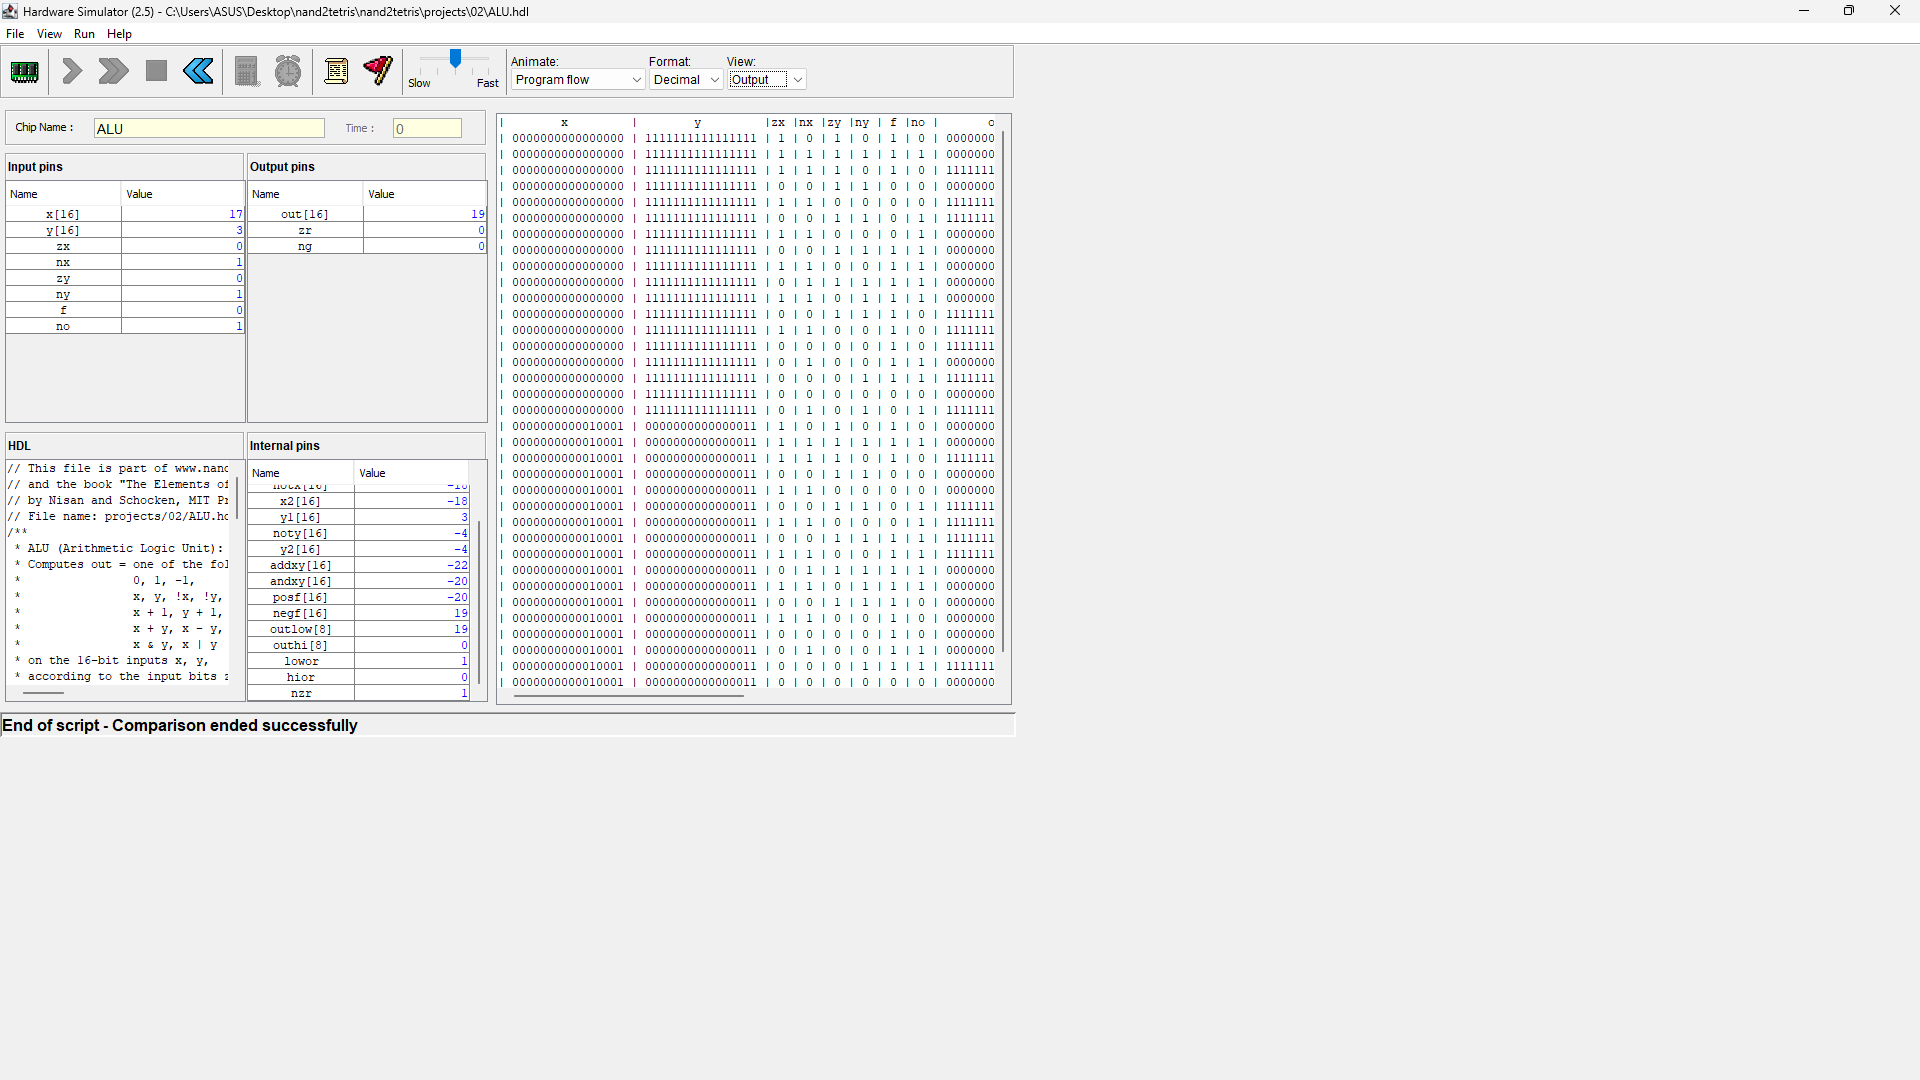 Hardware Simulator (2.5) - C:\Users\ASUS\Desktop\nand2tetris\nand2tetris\projects\02\ALU.hdl
File View Run Help
Slow Fast
Animate: Format: View:
Program flow Decimal Output
Chip Name : ALU Time : 0
Input pins
Name Value
x[16] 17
y[16] 3
zx 0
nx 1
zy 0
ny 1
f 0
no 1
Output pins
Name Value
out[16] 19
zr 0
ng 0
HDL
// This file is part of www.nand
// and the book "The Elements of
// by Nisan and Schocken, MIT Pr
// File name: projects/02/ALU.hd
/**
* ALU (Arithmetic Logic Unit):
* Computes out = one of the fol
* 0, 1, -1,
* x, y, !x, !y,
* x + 1, y + 1,
* x + y, x - y,
* x & y, x | y
* on the 16-bit inputs x, y,
* according to the input bits z
Internal pins
Name Value
notx[16] -18
x2[16] -18
y1[16] 3
noty[16] -4
y2[16] -4
addxy[16] -22
andxy[16] -20
posf[16] -20
negf[16] 19
outlow[8] 19
outhi[8] 0
lowor 1
hior 0
nzr 1
| x | y |zx |nx |zy |ny | f |no | o
| 0000000000000000 | 1111111111111111 | 1 | 0 | 1 | 0 | 1 | 0 | 0000000
| 0000000000000000 | 1111111111111111 | 1 | 1 | 1 | 1 | 1 | 1 | 0000000
| 0000000000000000 | 1111111111111111 | 1 | 1 | 1 | 0 | 1 | 0 | 1111111
| 0000000000000000 | 1111111111111111 | 0 | 0 | 1 | 1 | 0 | 0 | 0000000
| 0000000000000000 | 1111111111111111 | 1 | 1 | 0 | 0 | 0 | 0 | 1111111
| 0000000000000000 | 1111111111111111 | 0 | 0 | 1 | 1 | 0 | 1 | 1111111
| 0000000000000000 | 1111111111111111 | 1 | 1 | 0 | 0 | 0 | 1 | 0000000
| 0000000000000000 | 1111111111111111 | 0 | 0 | 1 | 1 | 1 | 1 | 0000000
| 0000000000000000 | 1111111111111111 | 1 | 1 | 0 | 0 | 1 | 1 | 0000000
| 0000000000000000 | 1111111111111111 | 0 | 1 | 1 | 1 | 1 | 1 | 0000000
| 0000000000000000 | 1111111111111111 | 1 | 1 | 0 | 1 | 1 | 1 | 0000000
| 0000000000000000 | 1111111111111111 | 0 | 0 | 1 | 1 | 1 | 0 | 1111111
| 0000000000000000 | 1111111111111111 | 1 | 1 | 0 | 0 | 1 | 0 | 1111111
| 0000000000000000 | 1111111111111111 | 0 | 0 | 0 | 0 | 1 | 0 | 1111111
| 0000000000000000 | 1111111111111111 | 0 | 1 | 0 | 0 | 1 | 1 | 0000000
| 0000000000000000 | 1111111111111111 | 0 | 0 | 0 | 1 | 1 | 1 | 1111111
| 0000000000000000 | 1111111111111111 | 0 | 0 | 0 | 0 | 0 | 0 | 0000000
| 0000000000000000 | 1111111111111111 | 0 | 1 | 0 | 1 | 0 | 1 | 1111111
| 0000000000010001 | 0000000000000011 | 1 | 0 | 1 | 0 | 1 | 0 | 0000000
| 0000000000010001 | 0000000000000011 | 1 | 1 | 1 | 1 | 1 | 1 | 0000000
| 0000000000010001 | 0000000000000011 | 1 | 1 | 1 | 0 | 1 | 0 | 1111111
| 0000000000010001 | 0000000000000011 | 0 | 0 | 1 | 1 | 0 | 0 | 0000000
| 0000000000010001 | 0000000000000011 | 1 | 1 | 0 | 0 | 0 | 0 | 0000000
| 0000000000010001 | 0000000000000011 | 0 | 0 | 1 | 1 | 0 | 1 | 1111111
| 0000000000010001 | 0000000000000011 | 1 | 1 | 0 | 0 | 0 | 1 | 1111111
| 0000000000010001 | 0000000000000011 | 0 | 0 | 1 | 1 | 1 | 1 | 1111111
| 0000000000010001 | 0000000000000011 | 1 | 1 | 0 | 0 | 1 | 1 | 1111111
| 0000000000010001 | 0000000000000011 | 0 | 1 | 1 | 1 | 1 | 1 | 0000000
| 0000000000010001 | 0000000000000011 | 1 | 1 | 0 | 1 | 1 | 1 | 0000000
| 0000000000010001 | 0000000000000011 | 0 | 0 | 1 | 1 | 1 | 0 | 0000000
| 0000000000010001 | 0000000000000011 | 1 | 1 | 0 | 0 | 1 | 0 | 0000000
| 0000000000010001 | 0000000000000011 | 0 | 0 | 0 | 0 | 1 | 0 | 0000000
| 0000000000010001 | 0000000000000011 | 0 | 1 | 0 | 0 | 1 | 1 | 0000000
| 0000000000010001 | 0000000000000011 | 0 | 0 | 0 | 1 | 1 | 1 | 1111111
| 0000000000010001 | 0000000000000011 | 0 | 0 | 0 | 0 | 0 | 0 | 0000000
End of script - Comparison ended successfully